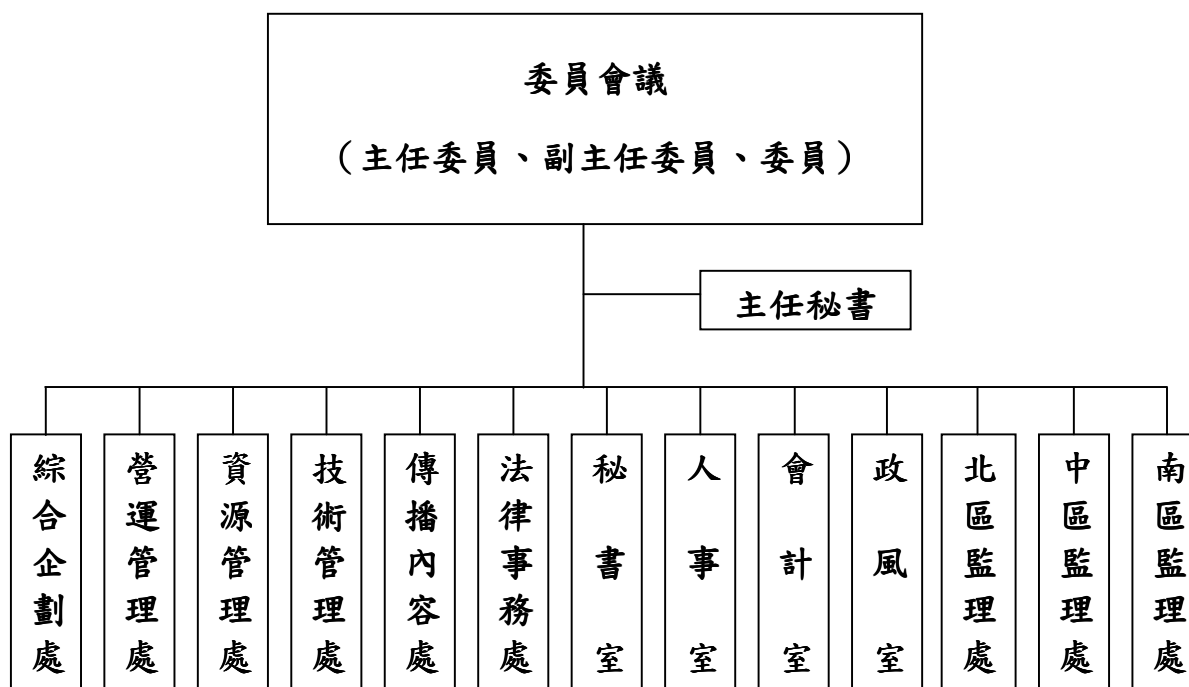 委員會議
（主任委員、副主任委員、委員）
主任秘書
綜合企劃處
營運管理處
資源管理處
技術管理處
傳播內容處
法律事務處
秘書室
人事室
會計室
政風室
北區監理處
中區監理處
南區監理處